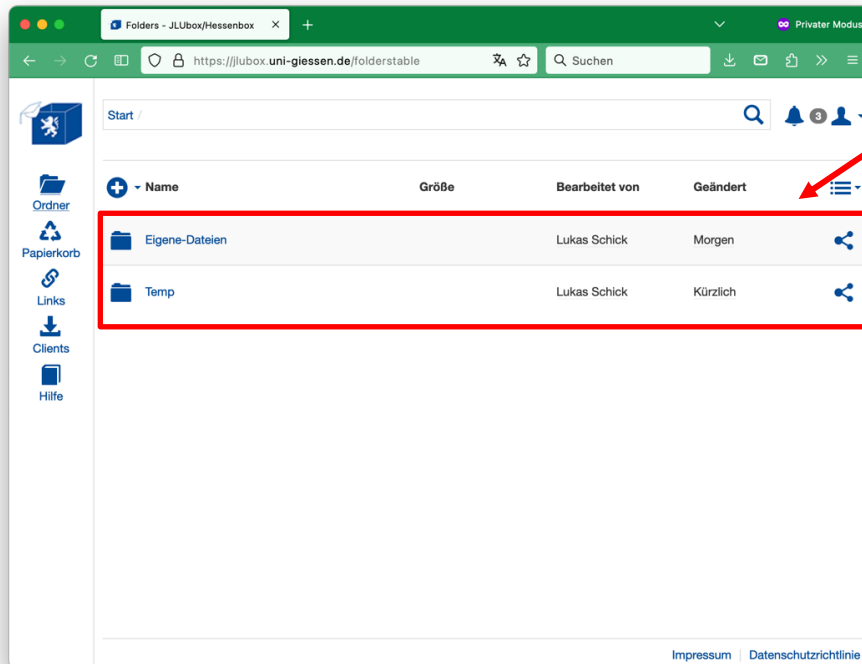 Folders - JLUbox/Hessenbox
Privater Modus
https://jlubox.uni-giessen.de/folderstable
Suchen
Start /
3
Ordner
Papierkorb
Links
Clients
Hilfe
Name Größe Bearbeitet von Geändert
Eigene-Dateien Lukas Schick Morgen
Temp Lukas Schick Kürzlich
Impressum Datenschutzrichtlinie